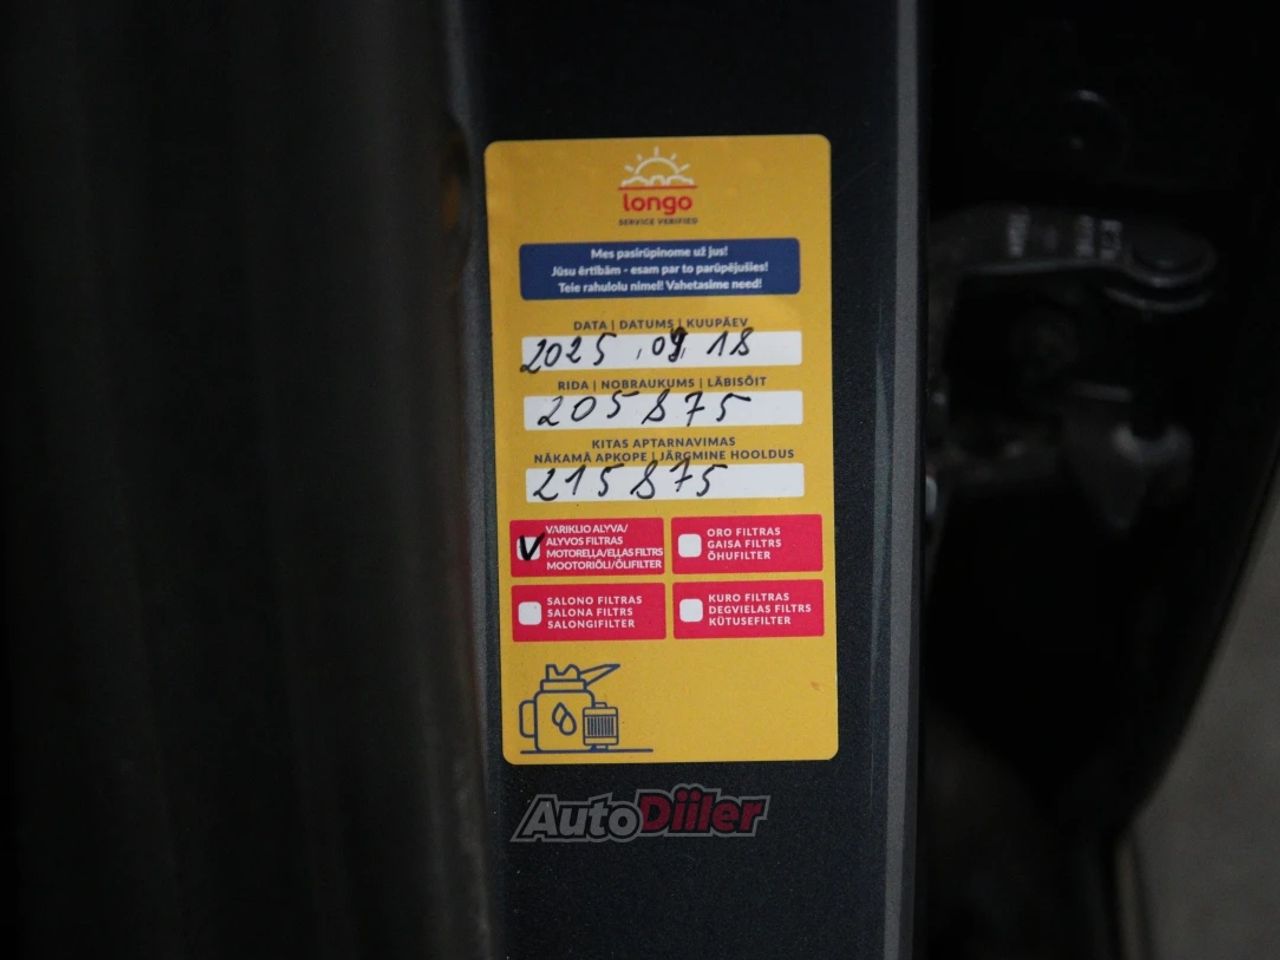 longo
SERVICE VERIFIED
Mes pasirūpinome už jus!
Jūsu ērtībām - esam par to parūpējušies!
Teie rahulolu nimel! Vahetasime need!
DATA | DATUMS | KUUPÄEV
2025.09.18
RIDA | NOBRAUKUMS | LÄBISÕIT
205875
KITAS APTARNAVIMAS
NĀKAMĀ APKOPE | JÄRGMINE HOOLDUS
215875
VARIKLIO ALYVA/
ALYVOS FILTRAS
MOTOREĻĻA/EĻĻAS FILTRS
MOOTORIÕLI/ÕLIFILTER
ORO FILTRAS
GAISA FILTRS
ÕHUFILTER
SALONO FILTRAS
SALONA FILTRS
SALONGIFILTER
KURO FILTRAS
DEGVIELAS FILTRS
KÜTUSEFILTER
AutoDiiler